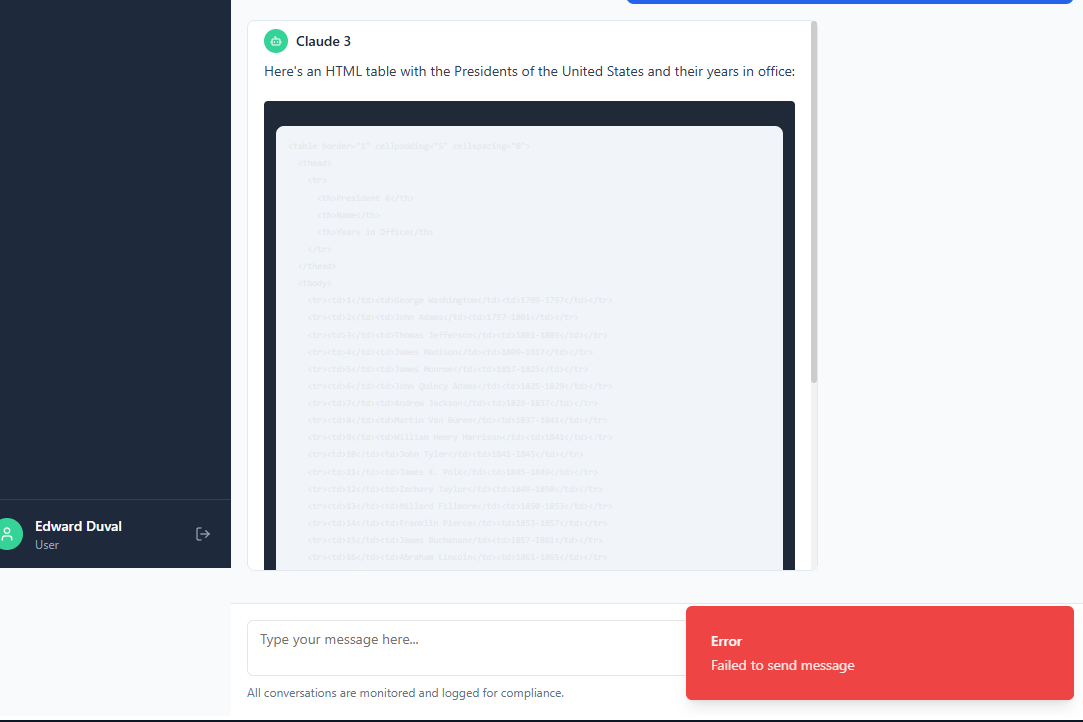 Claude 3
Here's an HTML table with the Presidents of the United States and their years in office:
<table border="1" cellpadding="5" cellspacing="0">
<thead>
<tr>
<th>President #</th>
<th>Name</th>
<th>Years in Office</th>
</tr>
</thead>
<tbody>
<tr><td>1</td><td>George Washington</td><td>1789-1797</td></tr>
<tr><td>2</td><td>John Adams</td><td>1797-1801</td></tr>
<tr><td>3</td><td>Thomas Jefferson</td><td>1801-1809</td></tr>
<tr><td>4</td><td>James Madison</td><td>1809-1817</td></tr>
<tr><td>5</td><td>James Monroe</td><td>1817-1825</td></tr>
<tr><td>6</td><td>John Quincy Adams</td><td>1825-1829</td></tr>
<tr><td>7</td><td>Andrew Jackson</td><td>1829-1837</td></tr>
<tr><td>8</td><td>Martin Van Buren</td><td>1837-1841</td></tr>
<tr><td>9</td><td>William Henry Harrison</td><td>1841</td></tr>
<tr><td>10</td><td>John Tyler</td><td>1841-1845</td></tr>
<tr><td>11</td><td>James K. Polk</td><td>1845-1849</td></tr>
<tr><td>12</td><td>Zachary Taylor</td><td>1849-1850</td></tr>
<tr><td>13</td><td>Millard Fillmore</td><td>1850-1853</td></tr>
<tr><td>14</td><td>Franklin Pierce</td><td>1853-1857</td></tr>
<tr><td>15</td><td>James Buchanan</td><td>1857-1861</td></tr>
<tr><td>16</td><td>Abraham Lincoln</td><td>1861-1865</td></tr>
Edward Duval
User
Type your message here...
All conversations are monitored and logged for compliance.
Error
Failed to send message